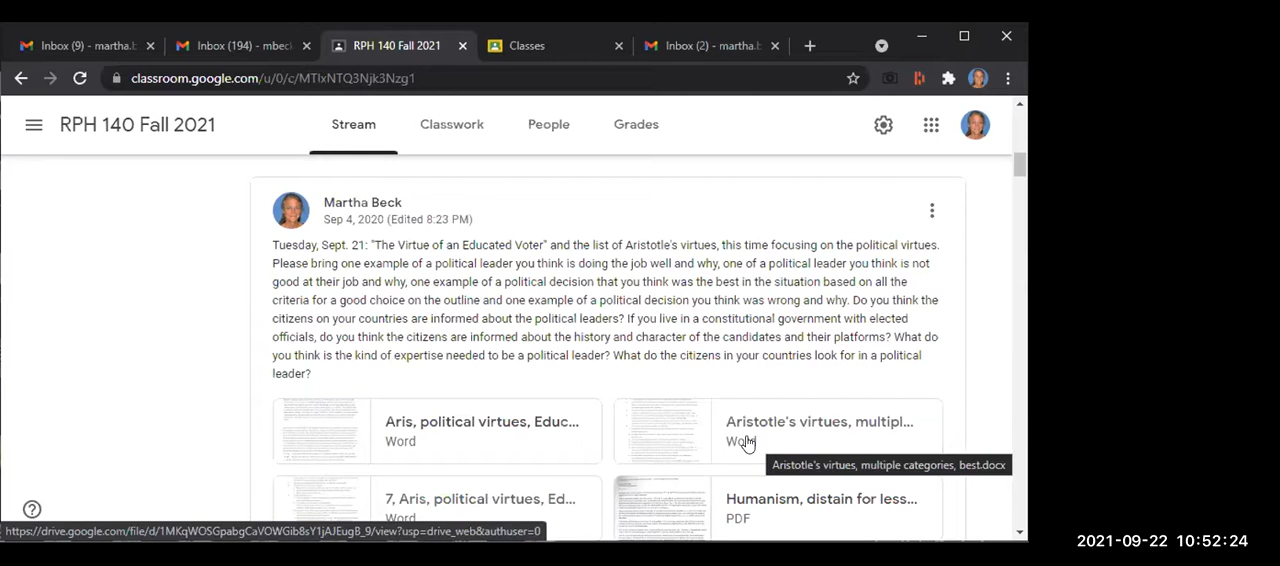 Inbox (9) - martha.b
Inbox (194) - mbeck
RPH 140 Fall 2021
Classes
Inbox (2) - martha.b
classroom.google.com/u/0/c/MTIxNTQ3Njk3Nzg1
RPH 140 Fall 2021
Stream
Classwork
People
Grades
Martha Beck
Sep 4, 2020 (Edited 8:23 PM)
Tuesday, Sept. 21: "The Virtue of an Educated Voter" and the list of Aristotle's virtues, this time focusing on the political virtues.
Please bring one example of a political leader you think is doing the job well and why, one of a political leader you think is not
good at their job and why, one example of a political decision that you think was the best in the situation based on all the
criteria for a good choice on the outline and one example of a political decision you think was wrong and why. Do you think the
citizens on your countries are informed about the political leaders? If you live in a constitutional government with elected
officials, do you think the citizens are informed about the history and character of the candidates and their platforms? What do
you think is the kind of expertise needed to be a political leader? What do the citizens in your countries look for in a political
leader?
Aris, political virtues, Educ...
Word
Aristotle's virtues, multipl...
Word
Aristotle's virtues, multiple categories, best.docx
7, Aris, political virtues, Ed...
Humanism, distain for less...
PDF
2021-09-22 10:52:24